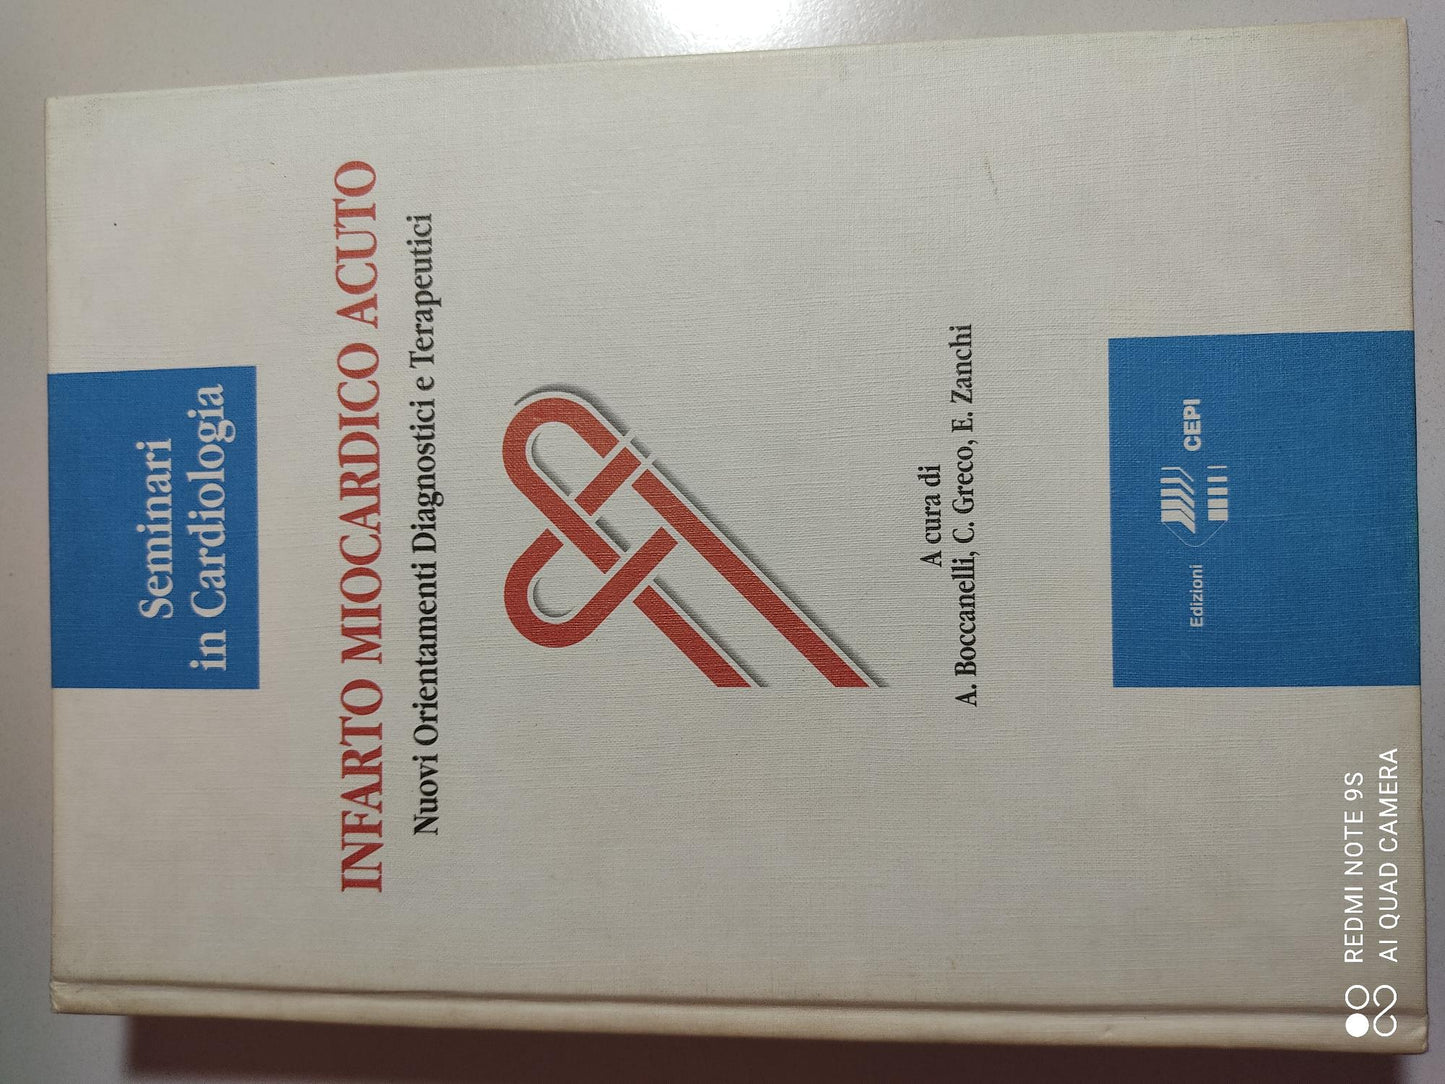 Seminari
in Cardiologia
INFARTO MIOCARDICO ACUTO
Nuovi Orientamenti Diagnostici e Terapeutici
A cura di
A. Boccanelli, C. Greco, E. Zanchi
Edizioni CEPI
REDMI NOTE 9S
AI QUAD CAMERA